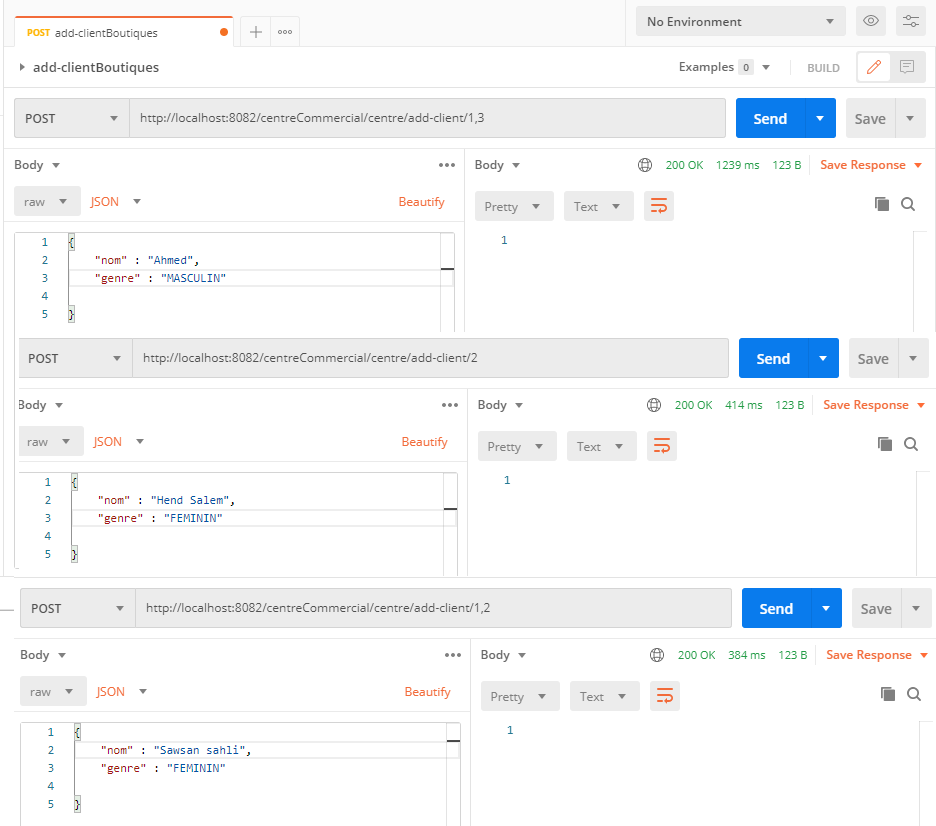 POST add-clientBoutiques
No Environment
add-clientBoutiques
Examples 0
BUILD
POST
http://localhost:8082/centreCommercial/centre/add-client/1,3
Send
Save
Body
Body
200 OK 1239 ms 123 B Save Response
raw
JSON
Beautify
Pretty
Text
1 {
2 "nom" : "Ahmed",
3 "genre" : "MASCULIN"
4
5 }
1
POST
http://localhost:8082/centreCommercial/centre/add-client/2
Send
Save
Body
Body
200 OK 414 ms 123 B Save Response
raw
JSON
Beautify
Pretty
Text
1 {
2 "nom" : "Hend Salem",
3 "genre" : "FEMININ"
4
5 }
1
POST
http://localhost:8082/centreCommercial/centre/add-client/1,2
Send
Save
Body
Body
200 OK 384 ms 123 B Save Response
raw
JSON
Beautify
Pretty
Text
1 {
2 "nom" : "Sawsan sahli",
3 "genre" : "FEMININ"
4
5 }
1